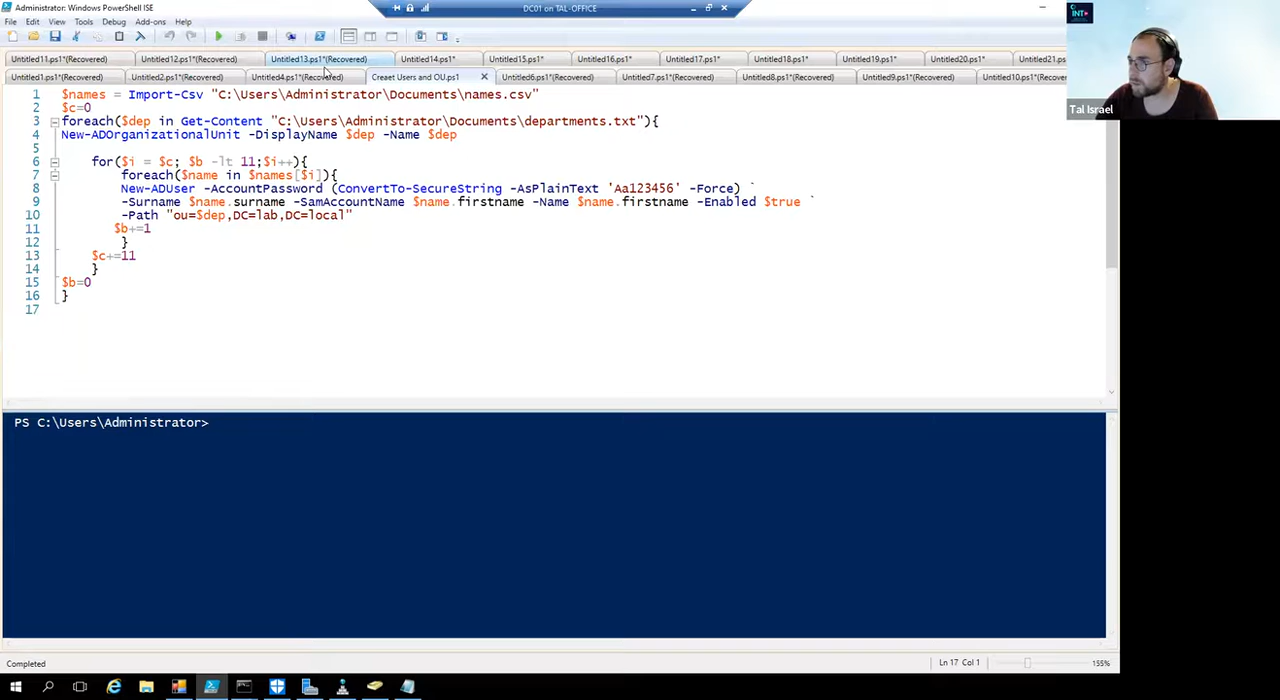 Administrator: Windows PowerShell ISE
DC01 on TAL-OFFICE
File Edit View Tools Debug Add-ons Help
Untitled11.ps1*(Recovered) Untitled12.ps1*(Recovered) Untitled13.ps1*(Recovered) Untitled14.ps1* Untitled15.ps1* Untitled16.ps1* Untitled17.ps1* Untitled18.ps1* Untitled19.ps1* Untitled20.ps1* Untitled21.ps
Untitled1.ps1*(Recovered) Untitled2.ps1*(Recovered) Untitled4.ps1*(Recovered) Creaet Users and OU.ps1 Untitled6.ps1*(Recovered) Untitled7.ps1*(Recovered) Untitled8.ps1*(Recovered) Untitled9.ps1*(Recovered) Untitled10.ps1*(Recov
INT
Tal Israel
1 $names = Import-Csv "C:\Users\Administrator\Documents\names.csv"
2 $c=0
3 foreach($dep in Get-Content "C:\Users\Administrator\Documents\departments.txt"){
4 New-ADOrganizationalUnit -DisplayName $dep -Name $dep
5
6 for($i = $c; $b -lt 11;$i++){
7 foreach($name in $names[$i]){
8 New-ADUser -AccountPassword (ConvertTo-SecureString -AsPlainText 'Aa123456' -Force) `
9 -Surname $name.surname -SamAccountName $name.firstname -Name $name.firstname -Enabled $true `
10 -Path "ou=$dep,DC=lab,DC=local"
11 $b+=1
12 }
13 $c+=11
14 }
15 $b=0
16 }
17
PS C:\Users\Administrator>
Completed
Ln 17 Col 1
155%